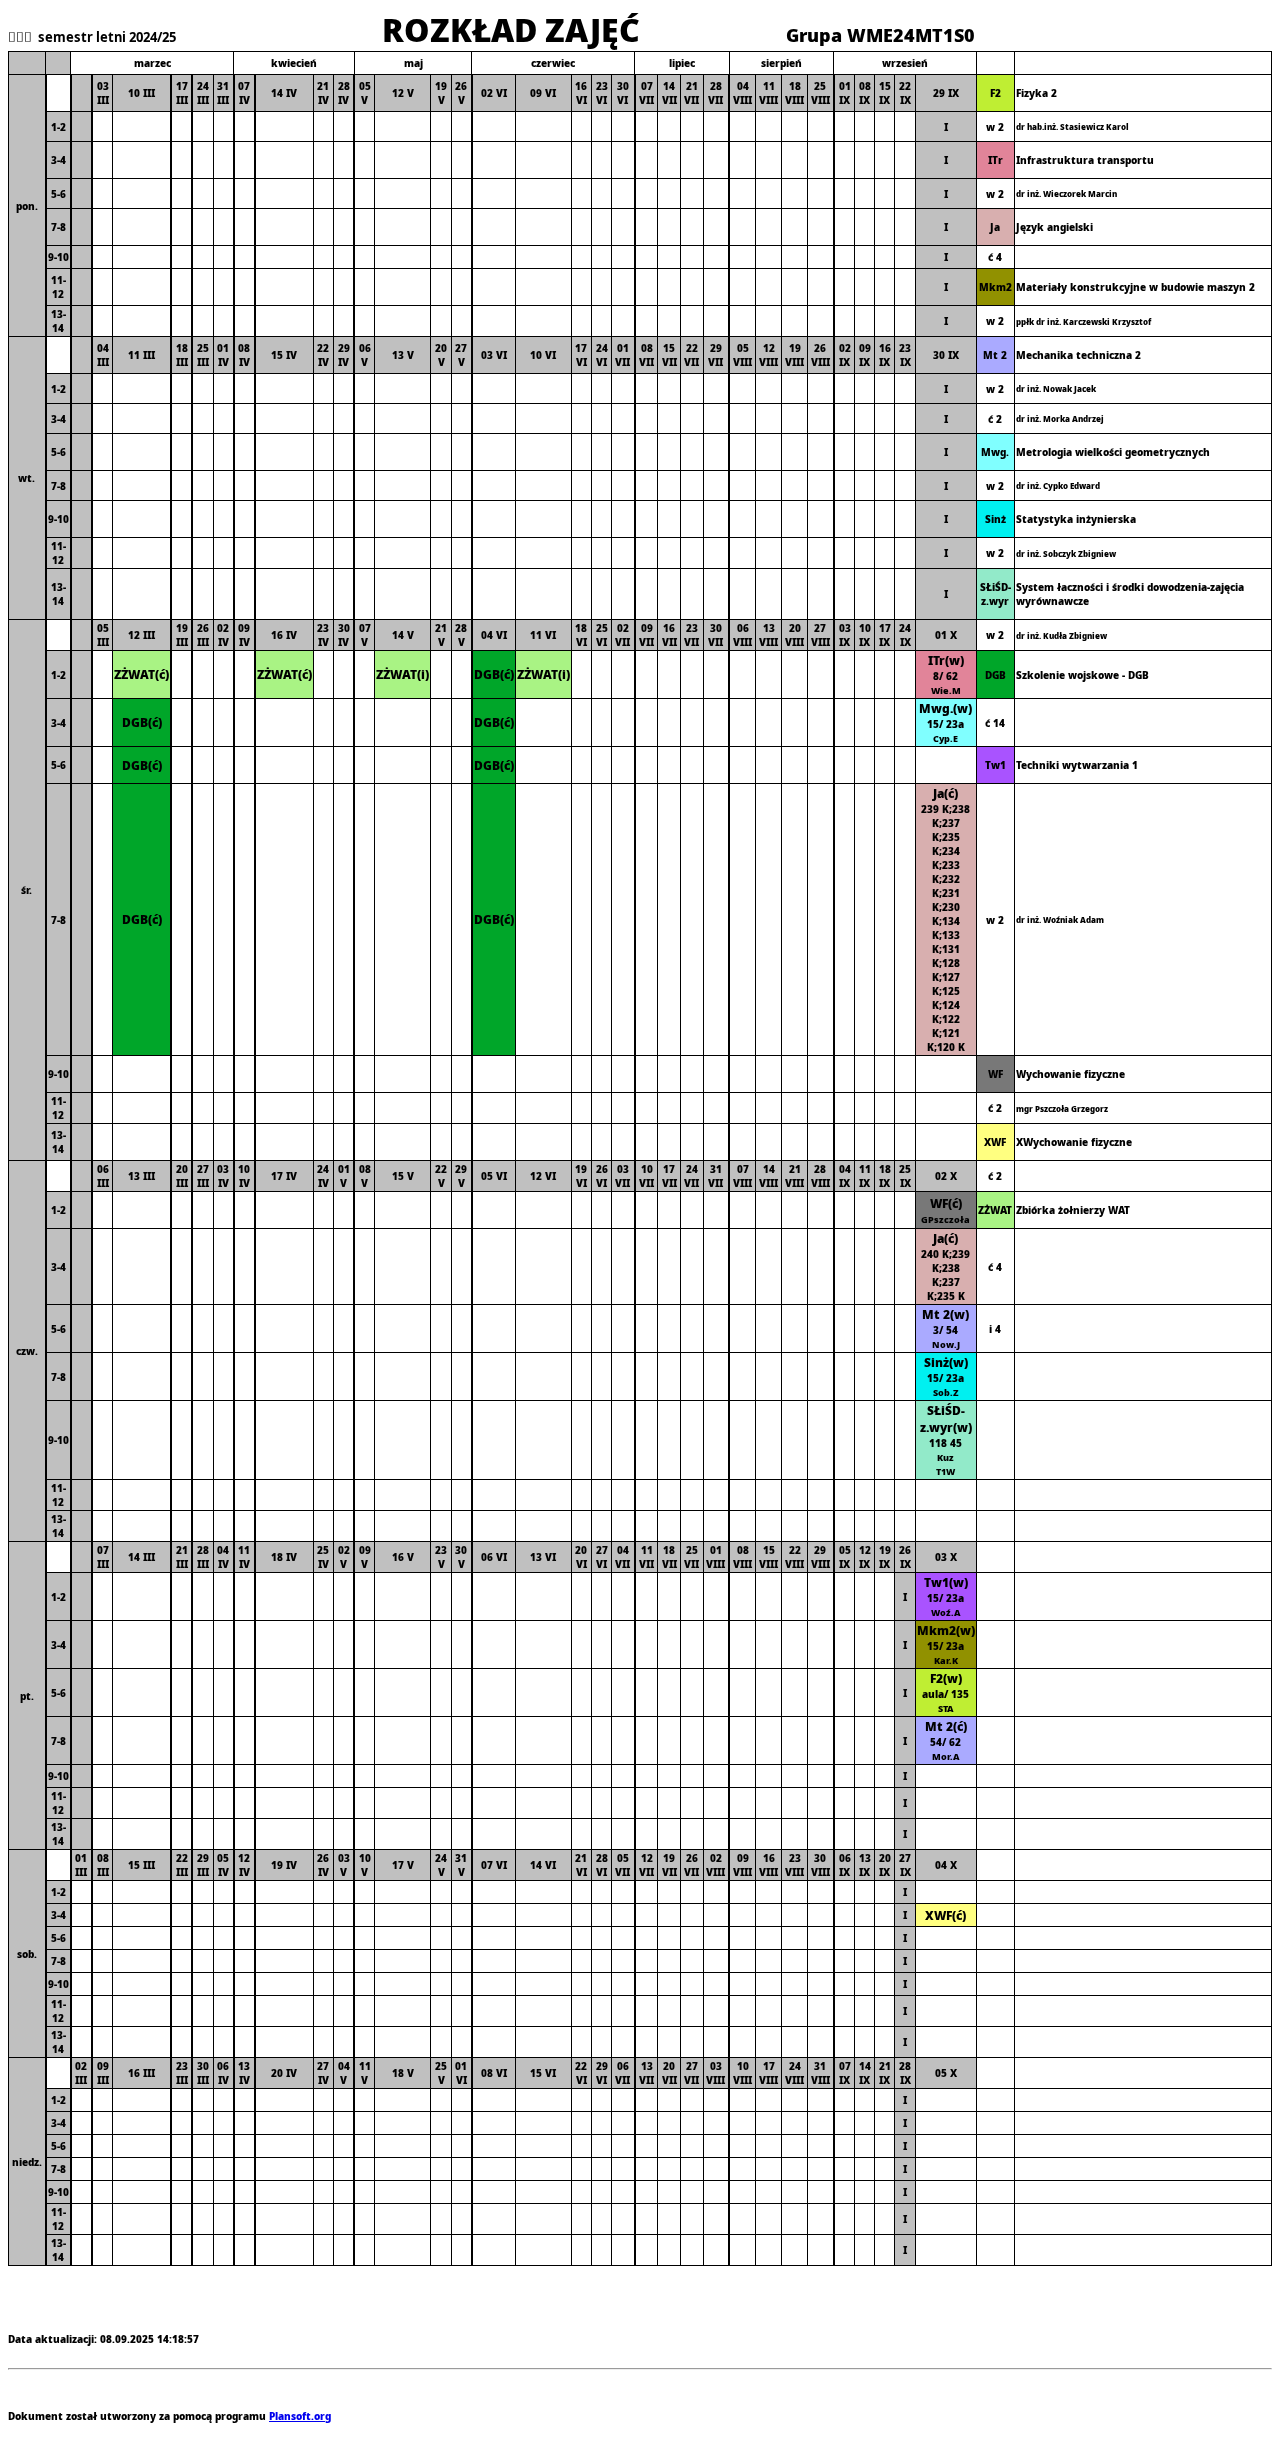 semestr letni 2024/25 ROZKŁAD ZAJĘĆ Grupa WME24MT1S0
marzec kwiecień maj czerwiec lipiec sierpień wrzesień
pon. 03 III 10 III 17 III 24 III 31 III 07 IV 14 IV 21 IV 28 IV 05 V 12 V 19 V 26 V 02 VI 09 VI 16 VI 23 VI 30 VI 07 VII 14 VII 21 VII 28 VII 04 VIII 11 VIII 18 VIII 25 VIII 01 IX 08 IX 15 IX 22 IX 29 IX F2 Fizyka 2
1-2 I w 2 dr hab.inż. Stasiewicz Karol
3-4 I ITr Infrastruktura transportu
5-6 I w 2 dr inż. Wieczorek Marcin
7-8 I Ja Język angielski
9-10 I ć 4
11-12 I Mkm2 Materiały konstrukcyjne w budowie maszyn 2
13-14 I w 2 ppłk dr inż. Karczewski Krzysztof
wt. 04 III 11 III 18 III 25 III 01 IV 08 IV 15 IV 22 IV 29 IV 06 V 13 V 20 V 27 V 03 VI 10 VI 17 VI 24 VI 01 VII 08 VII 15 VII 22 VII 29 VII 05 VIII 12 VIII 19 VIII 26 VIII 02 IX 09 IX 16 IX 23 IX 30 IX Mt 2 Mechanika techniczna 2
1-2 I w 2 dr inż. Nowak Jacek
3-4 I ć 2 dr inż. Morka Andrzej
5-6 I Mwg. Metrologia wielkości geometrycznych
7-8 I w 2 dr inż. Cypko Edward
9-10 I Sinż Statystyka inżynierska
11-12 I w 2 dr inż. Sobczyk Zbigniew
13-14 I SŁiŚD-z.wyr System łaczności i środki dowodzenia-zajęcia wyrównawcze
śr. 05 III 12 III 19 III 26 III 02 IV 09 IV 16 IV 23 IV 30 IV 07 V 14 V 21 V 28 V 04 VI 11 VI 18 VI 25 VI 02 VII 09 VII 16 VII 23 VII 30 VII 06 VIII 13 VIII 20 VIII 27 VIII 03 IX 10 IX 17 IX 24 IX 01 X w 2 dr inż. Kudła Zbigniew
1-2 ZŻWAT(ć) ZŻWAT(ć) ZŻWAT(i) DGB(ć) ZŻWAT(i) ITr(w) 8/ 62 Wie.M DGB Szkolenie wojskowe - DGB
3-4 DGB(ć) DGB(ć) Mwg.(w) 15/ 23a Cyp.E ć 14
5-6 DGB(ć) DGB(ć) Tw1 Techniki wytwarzania 1
7-8 DGB(ć) DGB(ć) Ja(ć) 239 K;238 K;237 K;235 K;234 K;233 K;232 K;231 K;230 K;134 K;133 K;131 K;128 K;127 K;125 K;124 K;122 K;121 K;120 K w 2 dr inż. Woźniak Adam
9-10 WF Wychowanie fizyczne
11-12 ć 2 mgr Pszczoła Grzegorz
13-14 XWF XWychowanie fizyczne
czw. 06 III 13 III 20 III 27 III 03 IV 10 IV 17 IV 24 IV 01 V 08 V 15 V 22 V 29 V 05 VI 12 VI 19 VI 26 VI 03 VII 10 VII 17 VII 24 VII 31 VII 07 VIII 14 VIII 21 VIII 28 VIII 04 IX 11 IX 18 IX 25 IX 02 X ć 2
1-2 WF(ć) GPszczoła ZŻWAT Zbiórka żołnierzy WAT
3-4 Ja(ć) 240 K;239 K;238 K;237 K;235 K ć 4
5-6 Mt 2(w) 3/ 54 Now.J i 4
7-8 Sinż(w) 15/ 23a Sob.Z
9-10 SŁiŚD-z.wyr(w) 118 45 Kuz T1W
11-12
13-14
pt. 07 III 14 III 21 III 28 III 04 IV 11 IV 18 IV 25 IV 02 V 09 V 16 V 23 V 30 V 06 VI 13 VI 20 VI 27 VI 04 VII 11 VII 18 VII 25 VII 01 VIII 08 VIII 15 VIII 22 VIII 29 VIII 05 IX 12 IX 19 IX 26 IX 03 X
1-2 I Tw1(w) 15/ 23a Woź.A
3-4 I Mkm2(w) 15/ 23a Kar.K
5-6 I F2(w) aula/ 135 STA
7-8 I Mt 2(ć) 54/ 62 Mor.A
9-10 I
11-12 I
13-14 I
sob. 01 III 08 III 15 III 22 III 29 III 05 IV 12 IV 19 IV 26 IV 03 V 10 V 17 V 24 V 31 V 07 VI 14 VI 21 VI 28 VI 05 VII 12 VII 19 VII 26 VII 02 VIII 09 VIII 16 VIII 23 VIII 30 VIII 06 IX 13 IX 20 IX 27 IX 04 X
1-2 I
3-4 I XWF(ć)
5-6 I
7-8 I
9-10 I
11-12 I
13-14 I
niedz. 02 III 09 III 16 III 23 III 30 III 06 IV 13 IV 20 IV 27 IV 04 V 11 V 18 V 25 V 01 VI 08 VI 15 VI 22 VI 29 VI 06 VII 13 VII 20 VII 27 VII 03 VIII 10 VIII 17 VIII 24 VIII 31 VIII 07 IX 14 IX 21 IX 28 IX 05 X
1-2 I
3-4 I
5-6 I
7-8 I
9-10 I
11-12 I
13-14 I
Data aktualizacji: 08.09.2025 14:18:57
Dokument został utworzony za pomocą programu Plansoft.org